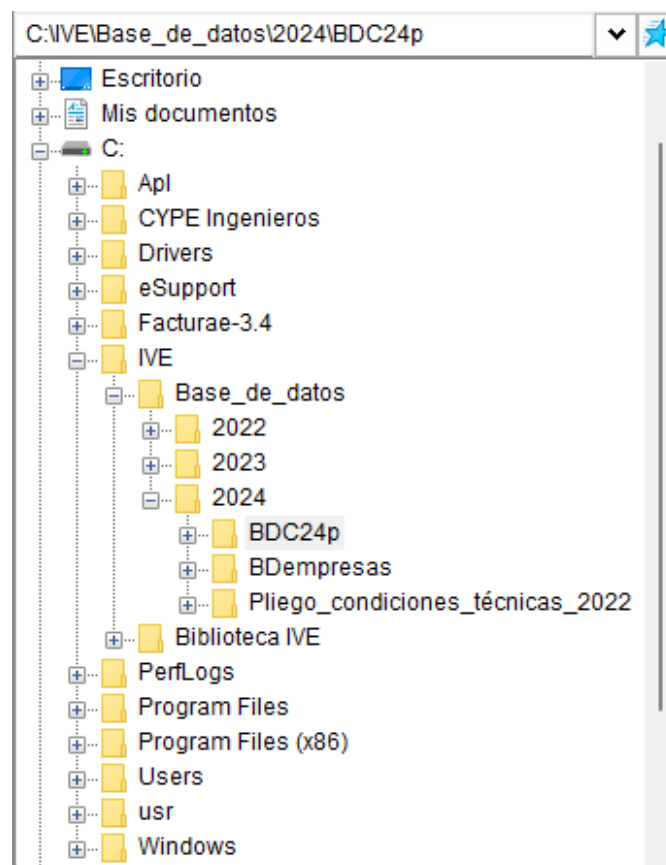 C:\IVE\Base_de_datos\2024\BDC24p
Escritorio
Mis documentos
C:
Apl
CYPE Ingenieros
Drivers
eSupport
Facturae-3.4
IVE
Base_de_datos
2022
2023
2024
BDC24p
BDempresas
Pliego_condiciones_técnicas_2022
Biblioteca IVE
PerfLogs
Program Files
Program Files (x86)
Users
usr
Windows